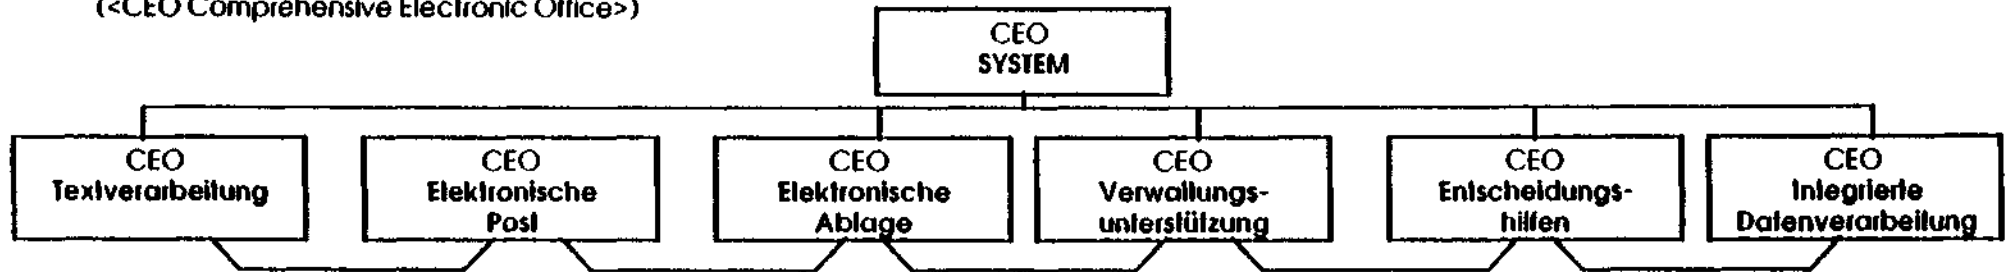 (<CEO Comprehensive Electronic Office>)
CEO
SYSTEM
CEO
Textverarbeitung
CEO
Elektronische
Post
CEO
Elektronische
Ablage
CEO
Verwaltungs-
unterstützung
CEO
Entscheidungs-
hilfen
CEO
Integrierte
Datenverarbeitung